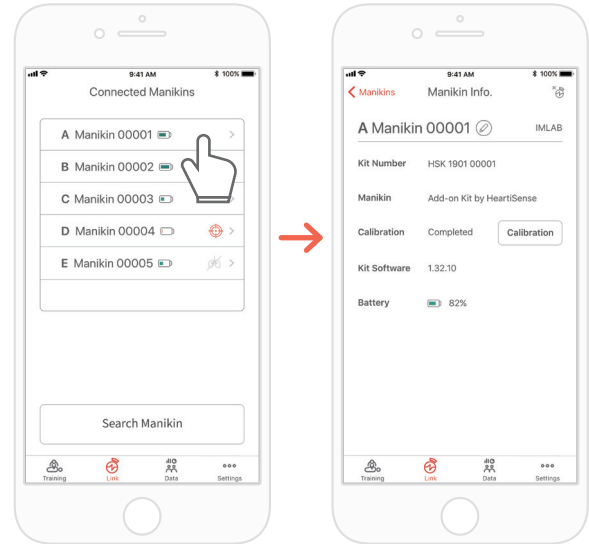 9:41 AM
100%
Connected Manikins
A Manikin 00001
B Manikin 00002
C Manikin 00003
D Manikin 00004
E Manikin 00005
Search Manikin
Training
Link
Data
Settings
9:41 AM
100%
Manikins
Manikin Info.
A Manikin 00001
IMLAB
Kit Number HSK 1901 00001
Manikin Add-on Kit by HeartiSense
Calibration Completed Calibration
Kit Software 1.32.10
Battery 82%
Training
Link
Data
Settings